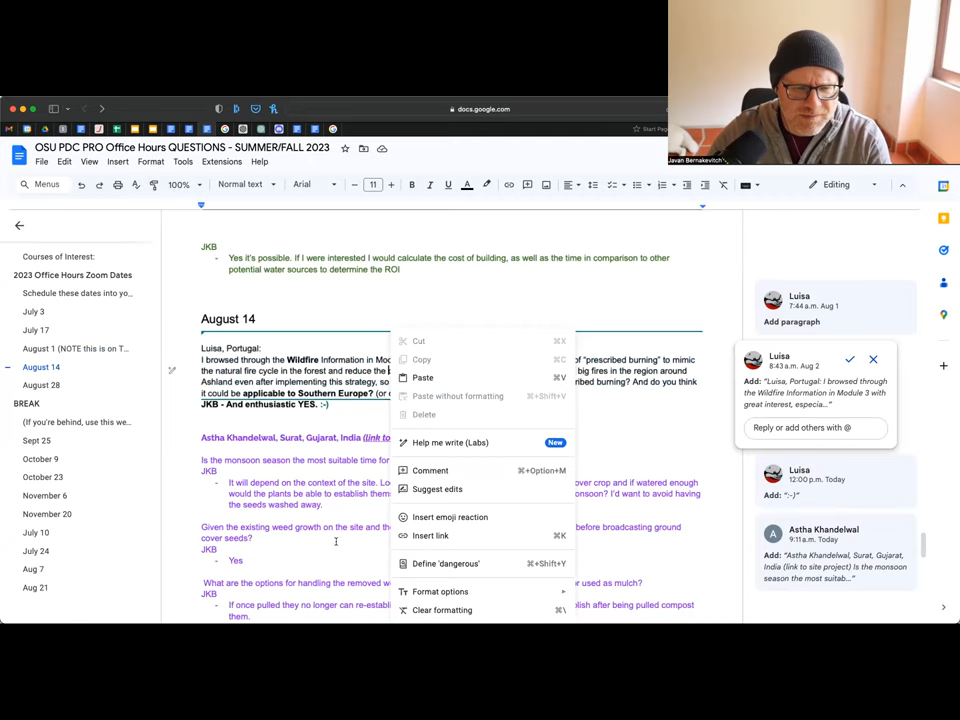 Javan Bernakevitch
docs.google.com
Start Pag
OSU PDC PRO Office Hours QUESTIONS - SUMMER/FALL 2023
File Edit View Insert Format Tools Extensions Help
Menus 100% Normal text Arial 11 B I U A Editing
Courses of Interest:
2023 Office Hours Zoom Dates
Schedule these dates into yo...
July 3
July 17
August 1 (NOTE this is on T...
August 14
August 28
BREAK
(If you're behind, use this we...
Sept 25
October 9
October 23
November 6
November 20
July 10
July 24
Aug 7
Aug 21
JKB
- Yes it's possible. If I were interested I would calculate the cost of building, as well as the time in comparison to other
potential water sources to determine the ROI
August 14
Luisa, Portugal:
I browsed through the Wildfire Information in Mod of "prescribed burning" to mimic
the natural fire cycle in the forest and reduce the big fires in the region around
Ashland even after implementing this strategy, so ribed burning? And do you think
it could be applicable to Southern Europe? (or
JKB - And enthusiastic YES. :-)
Astha Khandelwal, Surat, Gujarat, India (link to
Is the monsoon season the most suitable time for
JKB
- It will depend on the context of the site. Lo over crop and if watered enough
would the plants be able to establish them nsoon? I'd want to avoid having
the seeds washed away.
Given the existing weed growth on the site and the before broadcasting ground
cover seeds?
JKB
- Yes
What are the options for handling the removed w r used as mulch?
JKB
- If once pulled they no longer can re-establi blish after being pulled compost
them.
Cut ⌘X
Copy ⌘C
Paste ⌘V
Paste without formatting ⌘+Shift+V
Delete
Help me write (Labs) New
Comment ⌘+Option+M
Suggest edits
Insert emoji reaction
Insert link ⌘K
Define 'dangerous' ⌘+Shift+Y
Format options
Clear formatting ⌘\
Luisa
7:44 a.m. Aug 1
Add paragraph
Luisa
8:43 a.m. Aug 2
Add: "Luisa, Portugal: I browsed through
the Wildfire Information in Module 3 with
great interest, especia..."
Reply or add others with @
Luisa
12:00 p.m. Today
Add: ":-)"
A
Astha Khandelwal
9:11 a.m. Today
Add: "Astha Khandelwal, Surat, Gujarat,
India (link to site project) Is the monsoon
season the most suitab..."